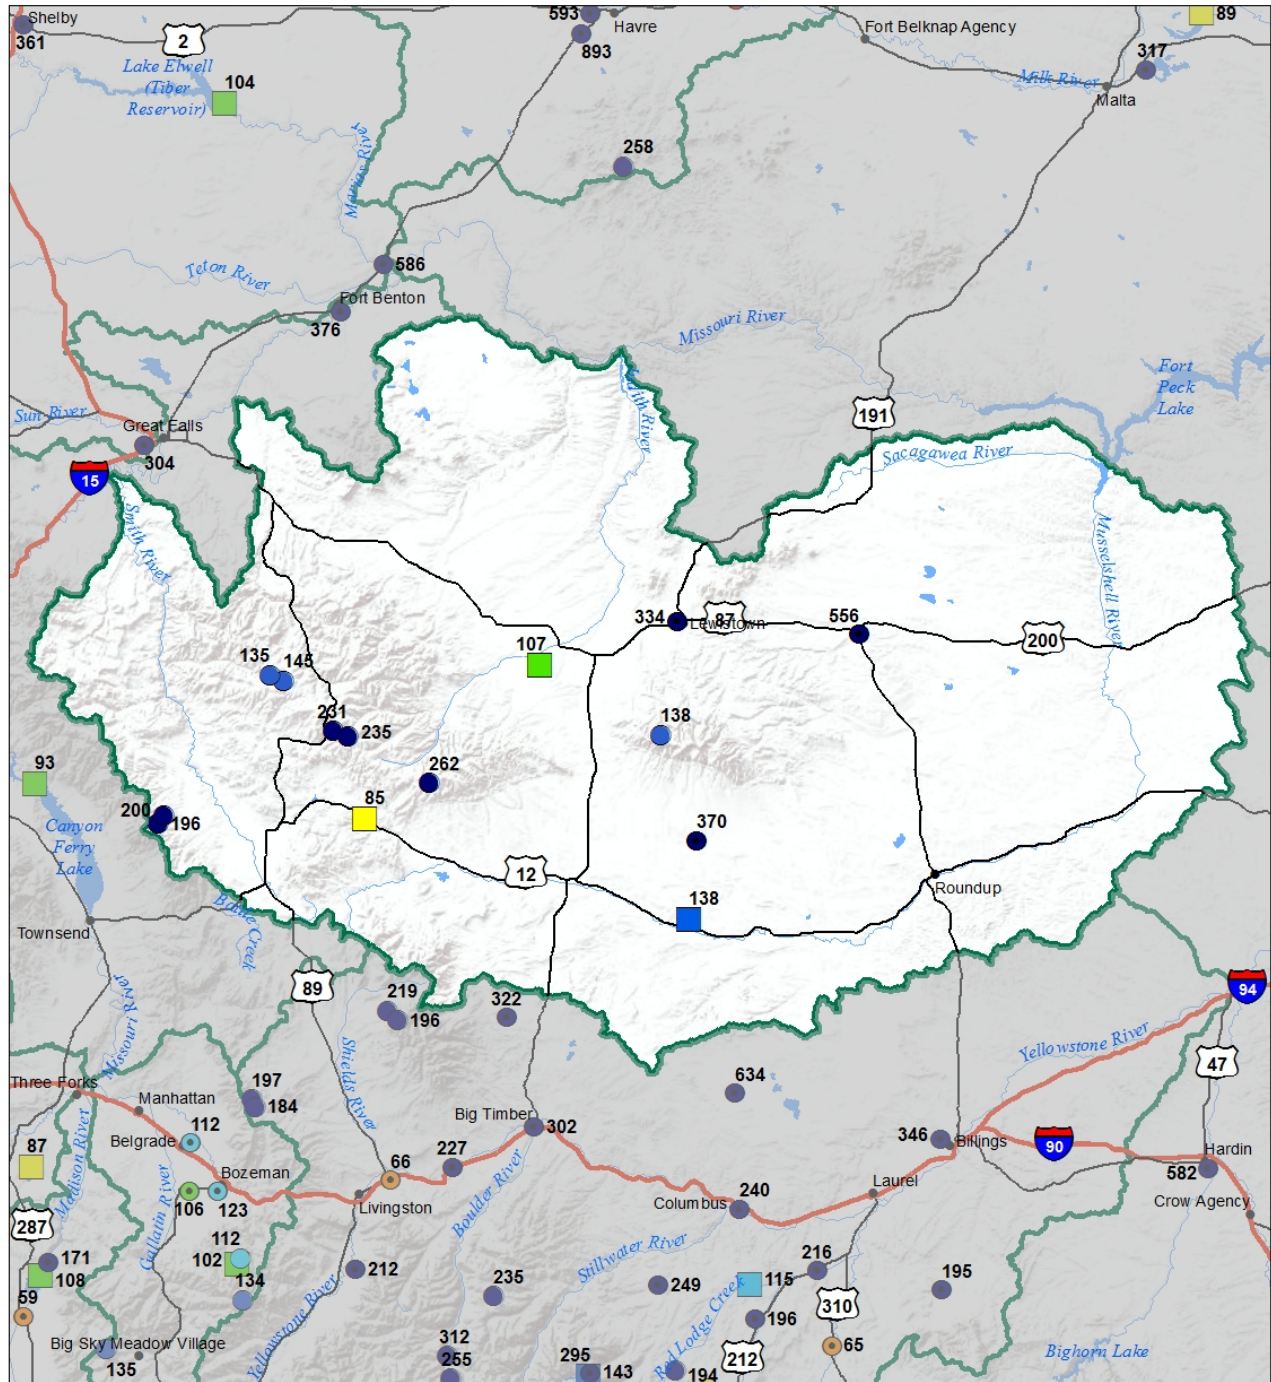 Shelby
361
2
593
Havre
893
Fort Belknap Agency
89
317
Lake Elwell
(Tiber
Reservoir)
104
Milk River
Malta
Marias River
258
Teton River
586
Fort Benton
376
Missouri River
Fort
Peck
Lake
Sun River
Great Falls
304
15
Judith River
191
Sacagawea River
Smith River
Musselshell River
334
87
Lewistown
556
200
107
135
145
231
235
138
262
93
85
200
196
Canyon
Ferry
Lake
370
12
138
Roundup
Townsend
Battle Creek
89
219
196
322
94
Missouri River
Shields River
Yellowstone River
47
Three Forks
Manhattan
197
184
634
Big Timber
302
Belgrade
112
346
Billings
90
Hardin
582
87
Madison River
Bozeman
66
227
Boulder River
106
123
Livingston
Columbus
240
Laurel
Crow Agency
287
Gallatin River
171
108
112
102
134
212
235
Stillwater River
249
115
216
195
59
Yellowstone River
Red Lodge Creek
196
310
65
Big Sky Meadow Village
135
312
255
295
143
194
212
Bighorn Lake